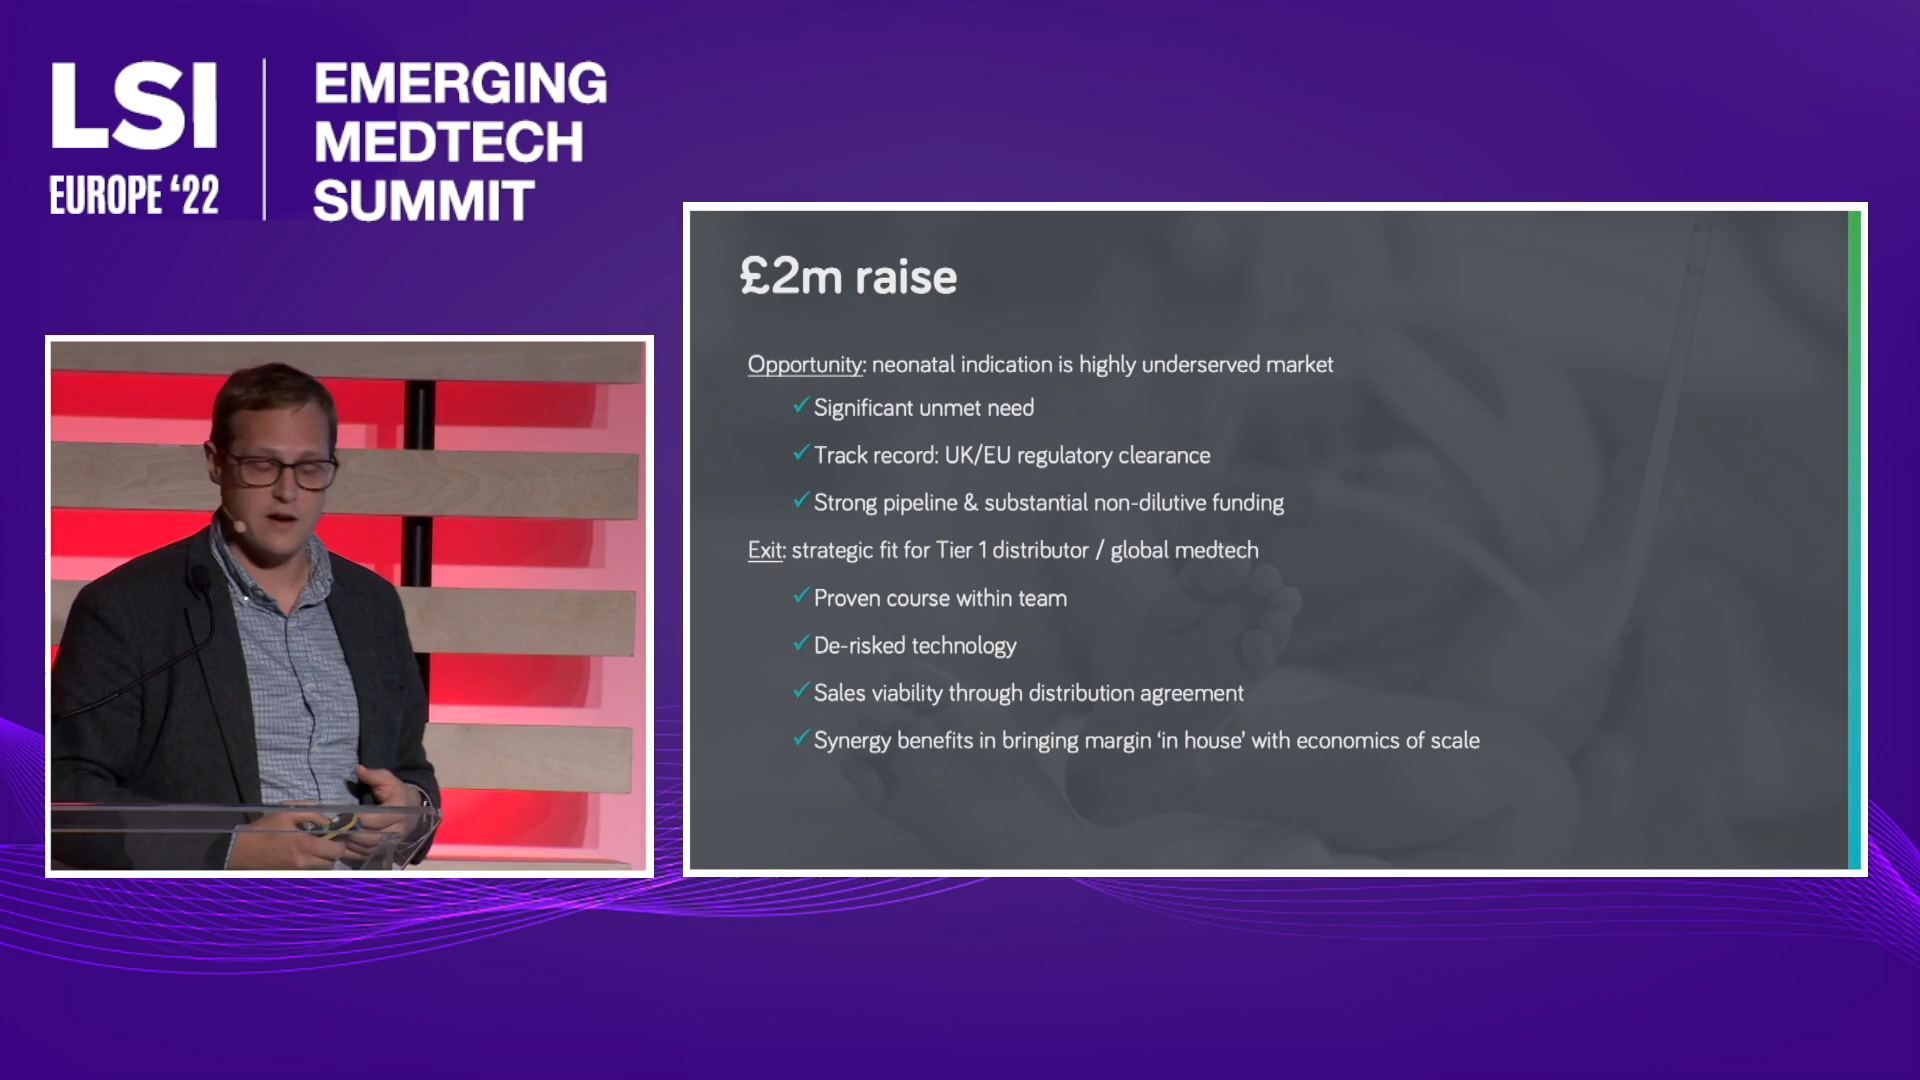 LSI
EUROPE ‘22
EMERGING
MEDTECH
SUMMIT
£2m raise
Opportunity: neonatal indication is highly underserved market
✓ Significant unmet need
✓ Track record: UK/EU regulatory clearance
✓ Strong pipeline & substantial non-dilutive funding
Exit: strategic fit for Tier 1 distributor / global medtech
✓ Proven course within team
✓ De-risked technology
✓ Sales viability through distribution agreement
✓ Synergy benefits in bringing margin ‘in house’ with economics of scale